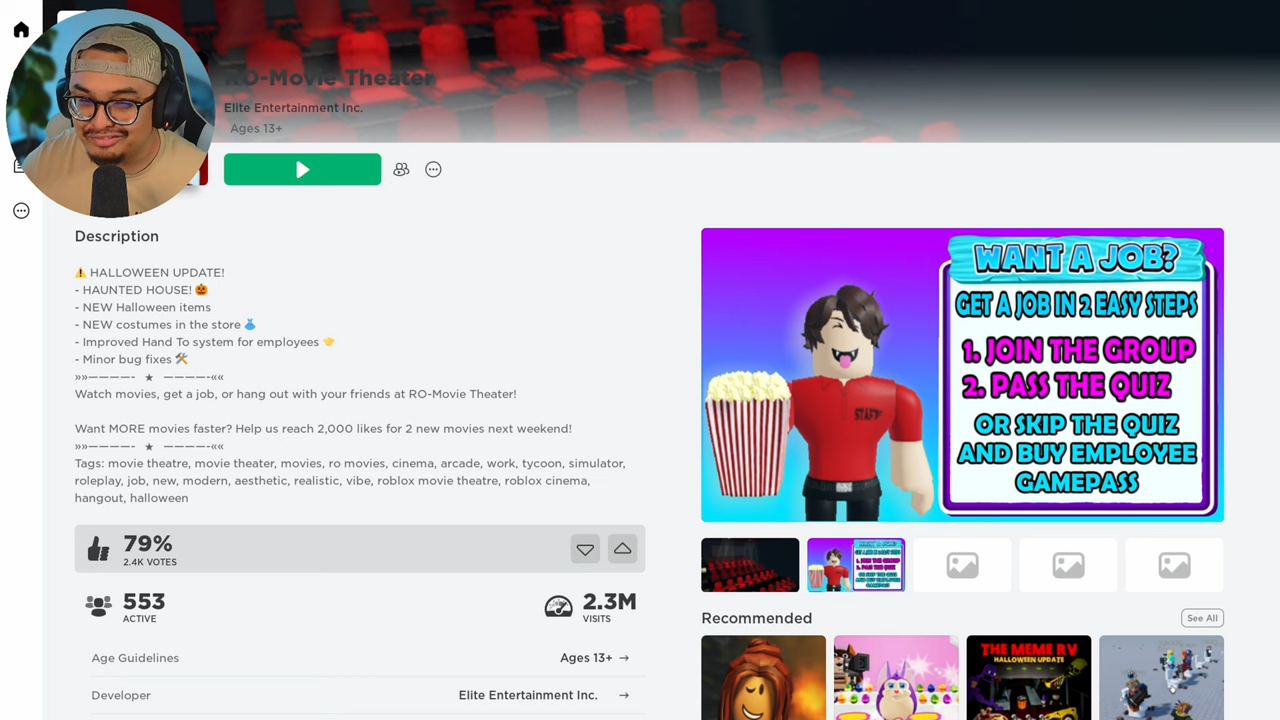 RO-Movie Theater
Elite Entertainment Inc.
Ages 13+
Description
⚠️ HALLOWEEN UPDATE!
- HAUNTED HOUSE! 🎃
- NEW Halloween items
- NEW costumes in the store 👗
- Improved Hand To system for employees 🤜
- Minor bug fixes 🛠️
»»————- ★ ————-««
Watch movies, get a job, or hang out with your friends at RO-Movie Theater!
Want MORE movies faster? Help us reach 2,000 likes for 2 new movies next weekend!
»»————- ★ ————-««
Tags: movie theatre, movie theater, movies, ro movies, cinema, arcade, work, tycoon, simulator,
roleplay, job, new, modern, aesthetic, realistic, vibe, roblox movie theatre, roblox cinema,
hangout, halloween
79%
2.4K VOTES
553
ACTIVE
2.3M
VISITS
Age Guidelines
Ages 13+ →
Developer
Elite Entertainment Inc. →
WANT A JOB?
GET A JOB IN 2 EASY STEPS
1. JOIN THE GROUP
2. PASS THE QUIZ
OR SKIP THE QUIZ
AND BUY EMPLOYEE
GAMEPASS
STAFF
Recommended
See All
THE MEME RV
HALLOWEEN UPDATE